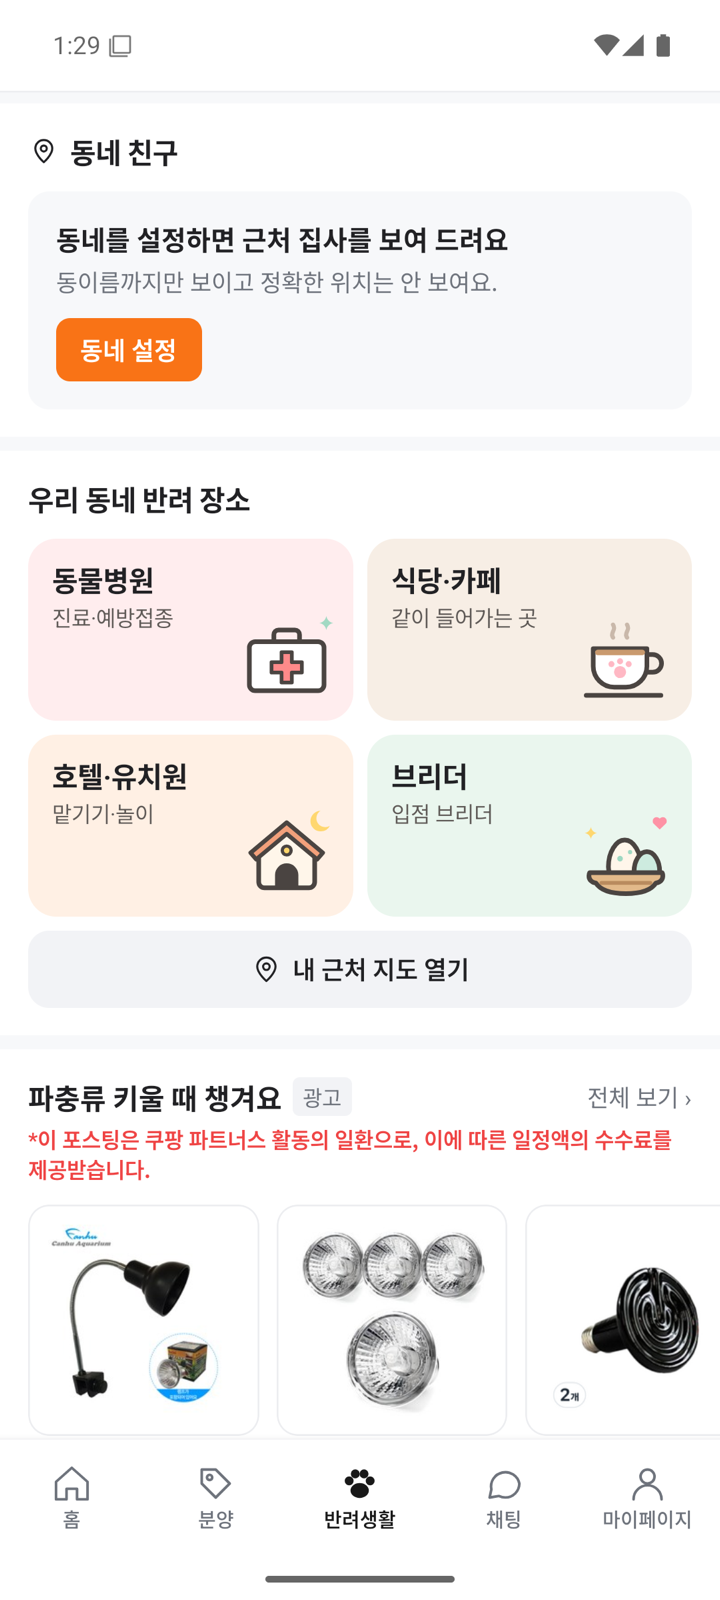 1:29
동네 친구
동네를 설정하면 근처 집사를 보여 드려요
동이름까지만 보이고 정확한 위치는 안 보여요.
동네 설정
우리 동네 반려 장소
동물병원
진료·예방접종
식당·카페
같이 들어가는 곳
호텔·유치원
맡기기·놀이
브리더
입점 브리더
내 근처 지도 열기
파충류 키울 때 챙겨요 광고 전체 보기 ›
*이 포스팅은 쿠팡 파트너스 활동의 일환으로, 이에 따른 일정액의 수수료를
제공받습니다.
Canhu Aquarium
2개
홈
분양
반려생활
채팅
마이페이지